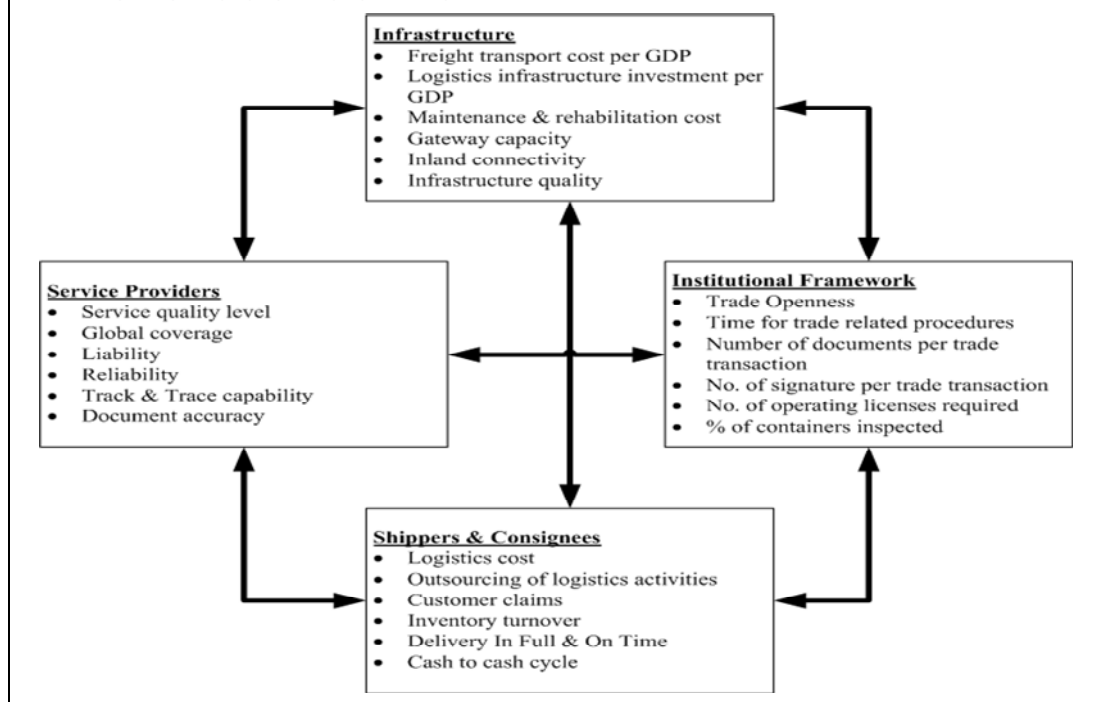 Infrastructure
• Freight transport cost per GDP
• Logistics infrastructure investment per
GDP
• Maintenance & rehabilitation cost
• Gateway capacity
• Inland connectivity
• Infrastructure quality
Service Providers
• Service quality level
• Global coverage
• Liability
• Reliability
• Track & Trace capability
• Document accuracy
Institutional Framework
• Trade Openness
• Time for trade related procedures
• Number of documents per trade
transaction
• No. of signature per trade transaction
• No. of operating licenses required
• % of containers inspected
Shippers & Consignees
• Logistics cost
• Outsourcing of logistics activities
• Customer claims
• Inventory turnover
• Delivery In Full & On Time
• Cash to cash cycle